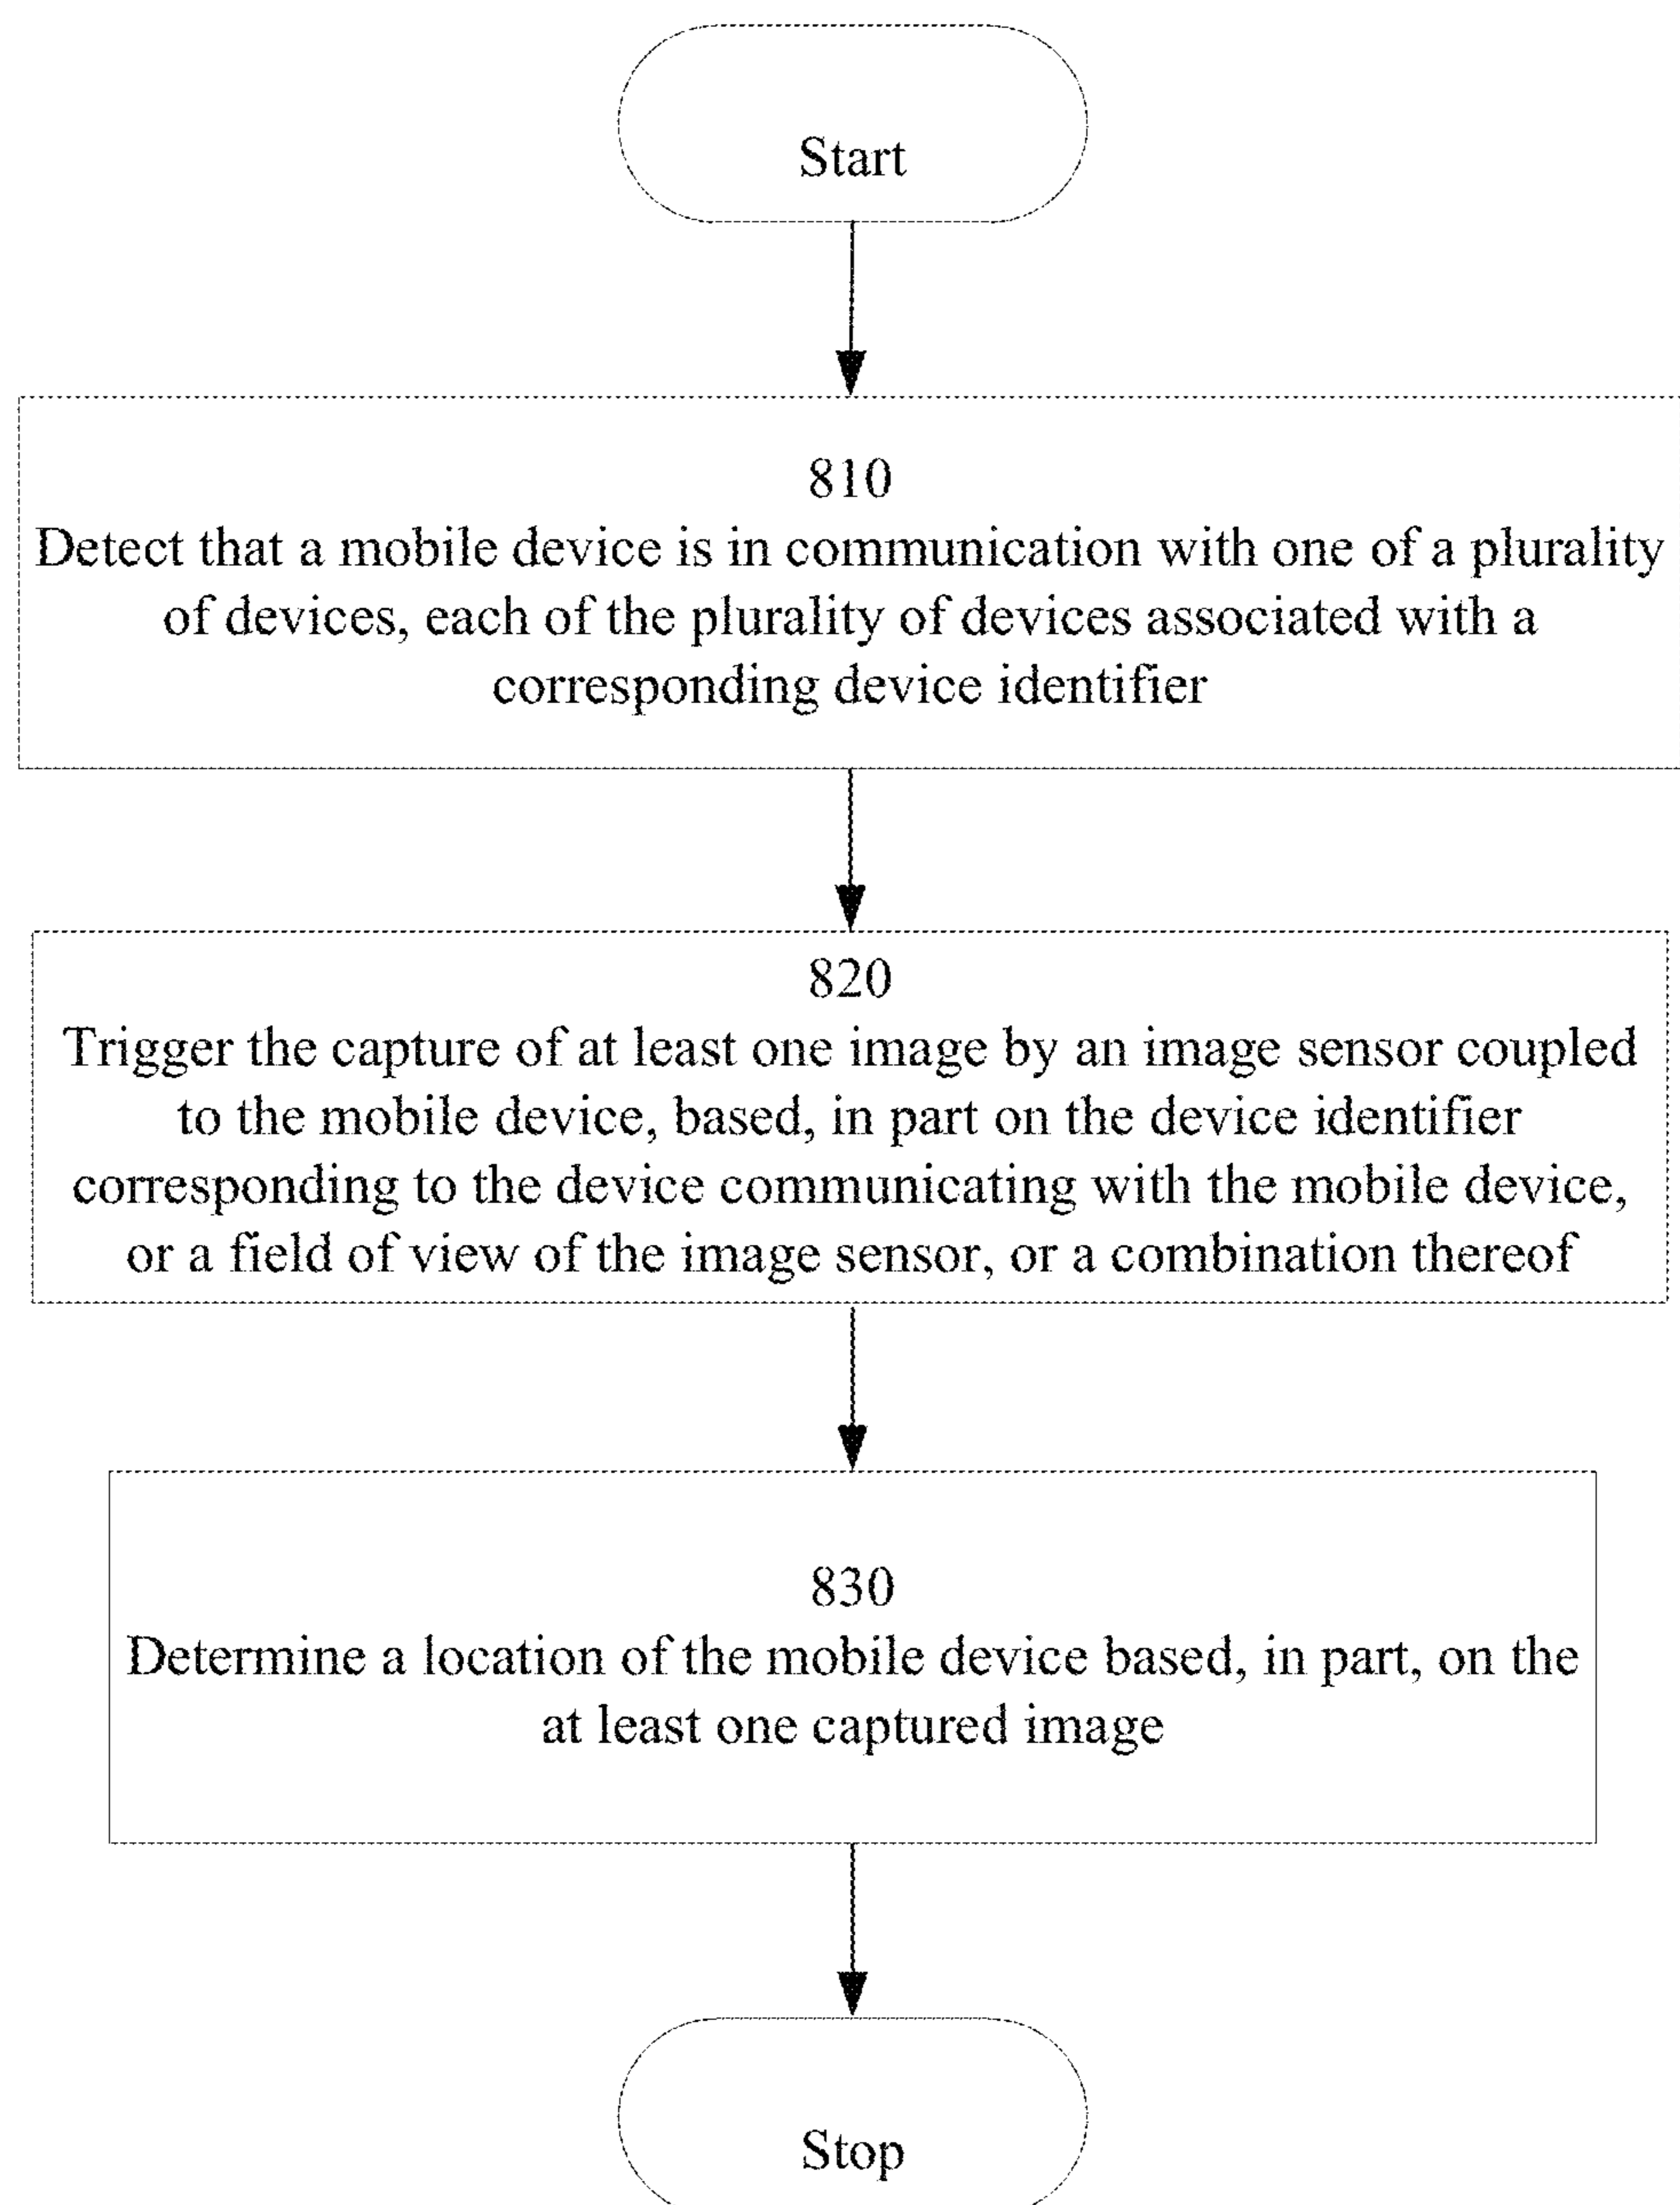 Start
810
Detect that a mobile device is in communication with one of a plurality
of devices, each of the plurality of devices associated with a
corresponding device identifier
820
Trigger the capture of at least one image by an image sensor coupled
to the mobile device, based, in part on the device identifier
corresponding to the device communicating with the mobile device,
or a field of view of the image sensor, or a combination thereof
830
Determine a location of the mobile device based, in part, on the
at least one captured image
Stop